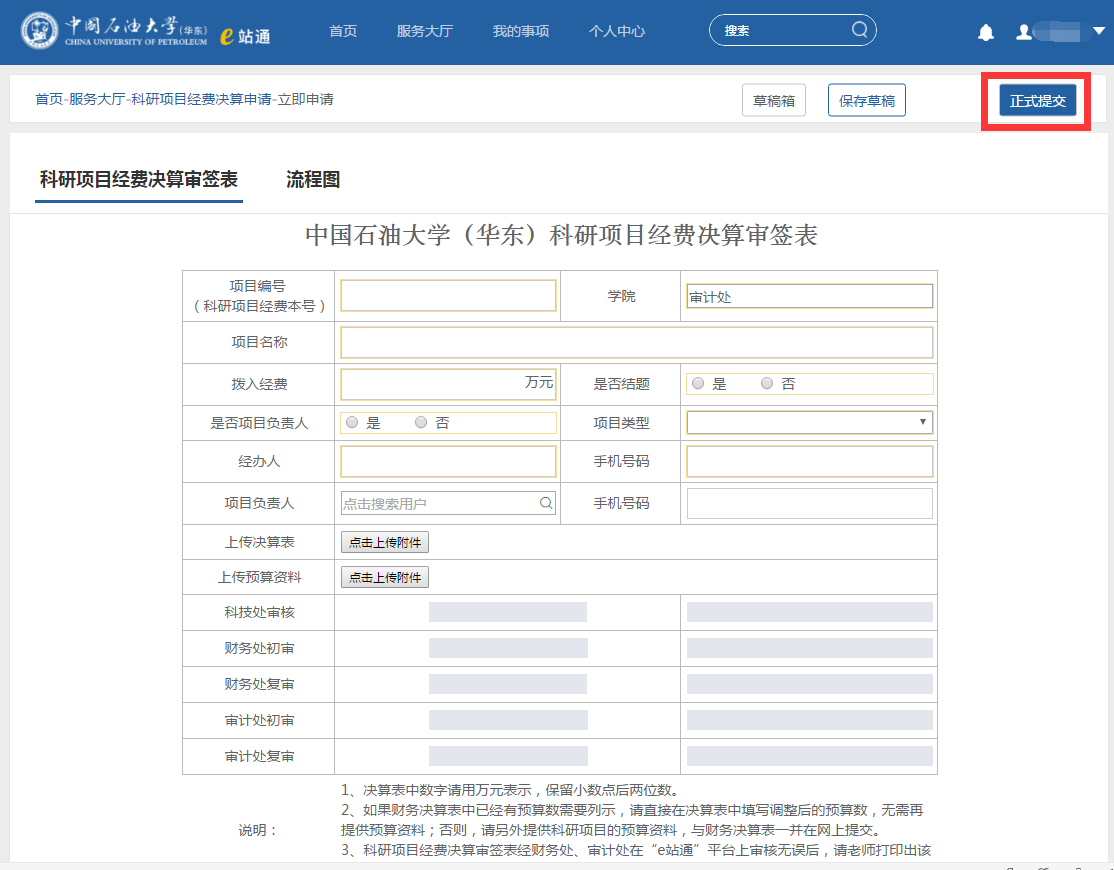 中国石油大学(华东) e站通 首页 服务大厅 我的事项 个人中心 搜索
CHINA UNIVERSITY OF PETROLEUM
首页-服务大厅-科研项目经费决算申请-立即申请 草稿箱 保存草稿 正式提交
科研项目经费决算审签表 流程图
中国石油大学（华东）科研项目经费决算审签表
项目编号
（科研项目经费本号） 学院 审计处
项目名称
拨入经费 万元 是否结题 是 否
是否项目负责人 是 否 项目类型
经办人 手机号码
项目负责人 点击搜索用户 手机号码
上传决算表 点击上传附件
上传预算资料 点击上传附件
科技处审核
财务处初审
财务处复审
审计处初审
审计处复审
说明：
1、决算表中数字请用万元表示，保留小数点后两位数。
2、如果财务决算表中已经有预算数需要列示，请直接在决算表中填写调整后的预算数，无需再
提供预算资料；否则，请另外提供科研项目的预算资料，与财务决算表一并在网上提交。
3、科研项目经费决算审签表经财务处、审计处在“e站通”平台上审核无误后，请老师打印出该